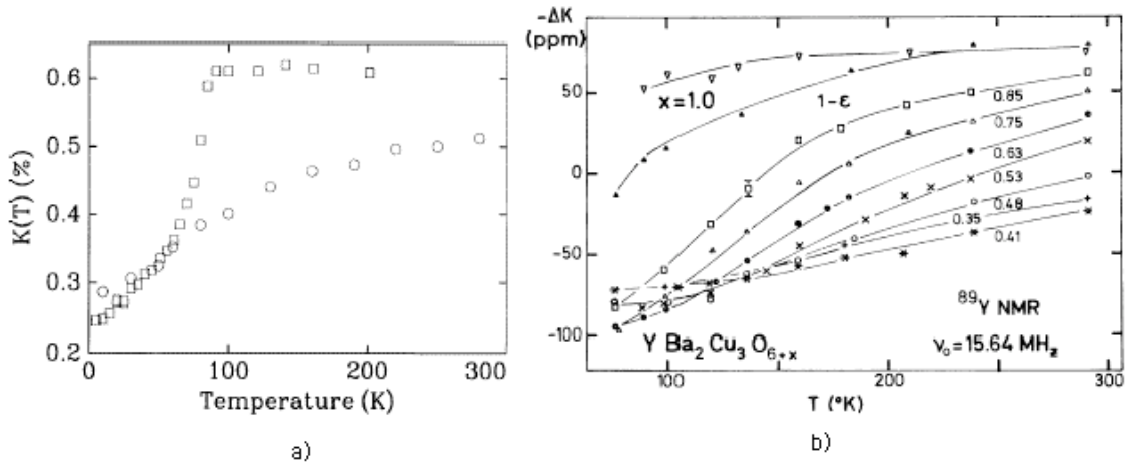 K(T) (%)
0.6
0.5
0.4
0.3
0.2
0
100
200
300
Temperature (K)
a)
-ΔK
(ppm)
50
0
-50
-100
x=1.0
1-ε
0.85
0.75
0.63
0.53
0.48
0.35
0.41
89Y NMR
Y Ba2 Cu3 O6+x
ν0=15.64 MHz
100
200
300
T (°K)
b)